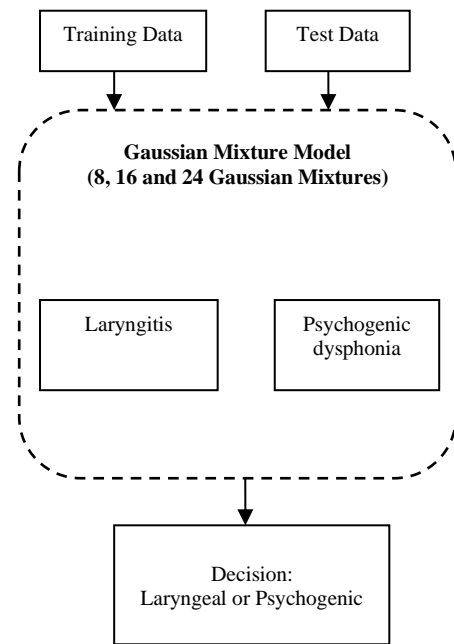 Training Data
Test Data
Gaussian Mixture Model
(8, 16 and 24 Gaussian Mixtures)
Laryngitis
Psychogenic
dysphonia
Decision:
Laryngeal or Psychogenic